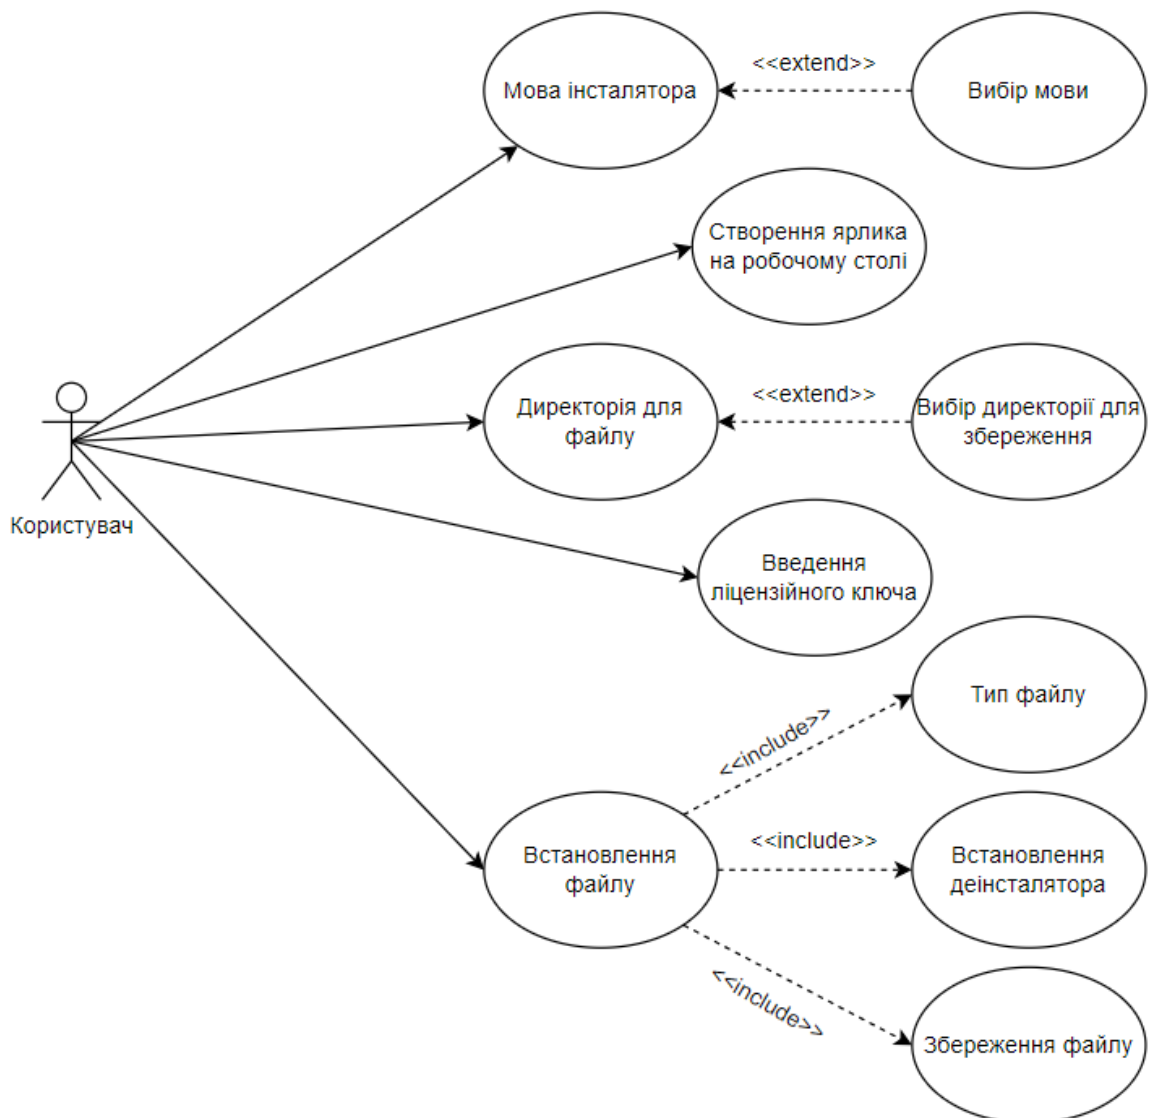 <<extend>>
Мова інсталятора
Вибір мови
Створення ярлика
на робочому столі
Директорія для
файлу
<<extend>>
Вибір директорії для
збереження
Користувач
Введення
ліцензійного ключа
Тип файлу
<<include>>
<<include>>
Встановлення
файлу
Встановлення
деінсталятора
<<include>>
Збереження файлу